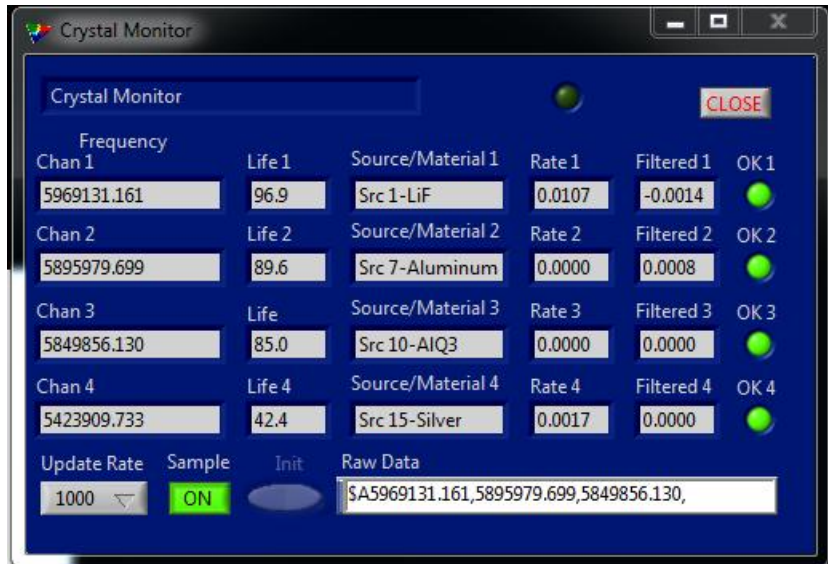 Crystal Monitor
Crystal Monitor
CLOSE
Frequency
Chan 1 Life 1 Source/Material 1 Rate 1 Filtered 1 OK 1
5969131.161 96.9 Src 1-LiF 0.0107 -0.0014
Chan 2 Life 2 Source/Material 2 Rate 2 Filtered 2 OK 2
5895979.699 89.6 Src 7-Aluminum 0.0000 0.0008
Chan 3 Life Source/Material 3 Rate 3 Filtered 3 OK 3
5849856.130 85.0 Src 10-AlQ3 0.0000 0.0000
Chan 4 Life 4 Source/Material 4 Rate 4 Filtered 4 OK 4
5423909.733 42.4 Src 15-Silver 0.0017 0.0000
Update Rate Sample Init Raw Data
1000 ON $A5969131.161,5895979.699,5849856.130,